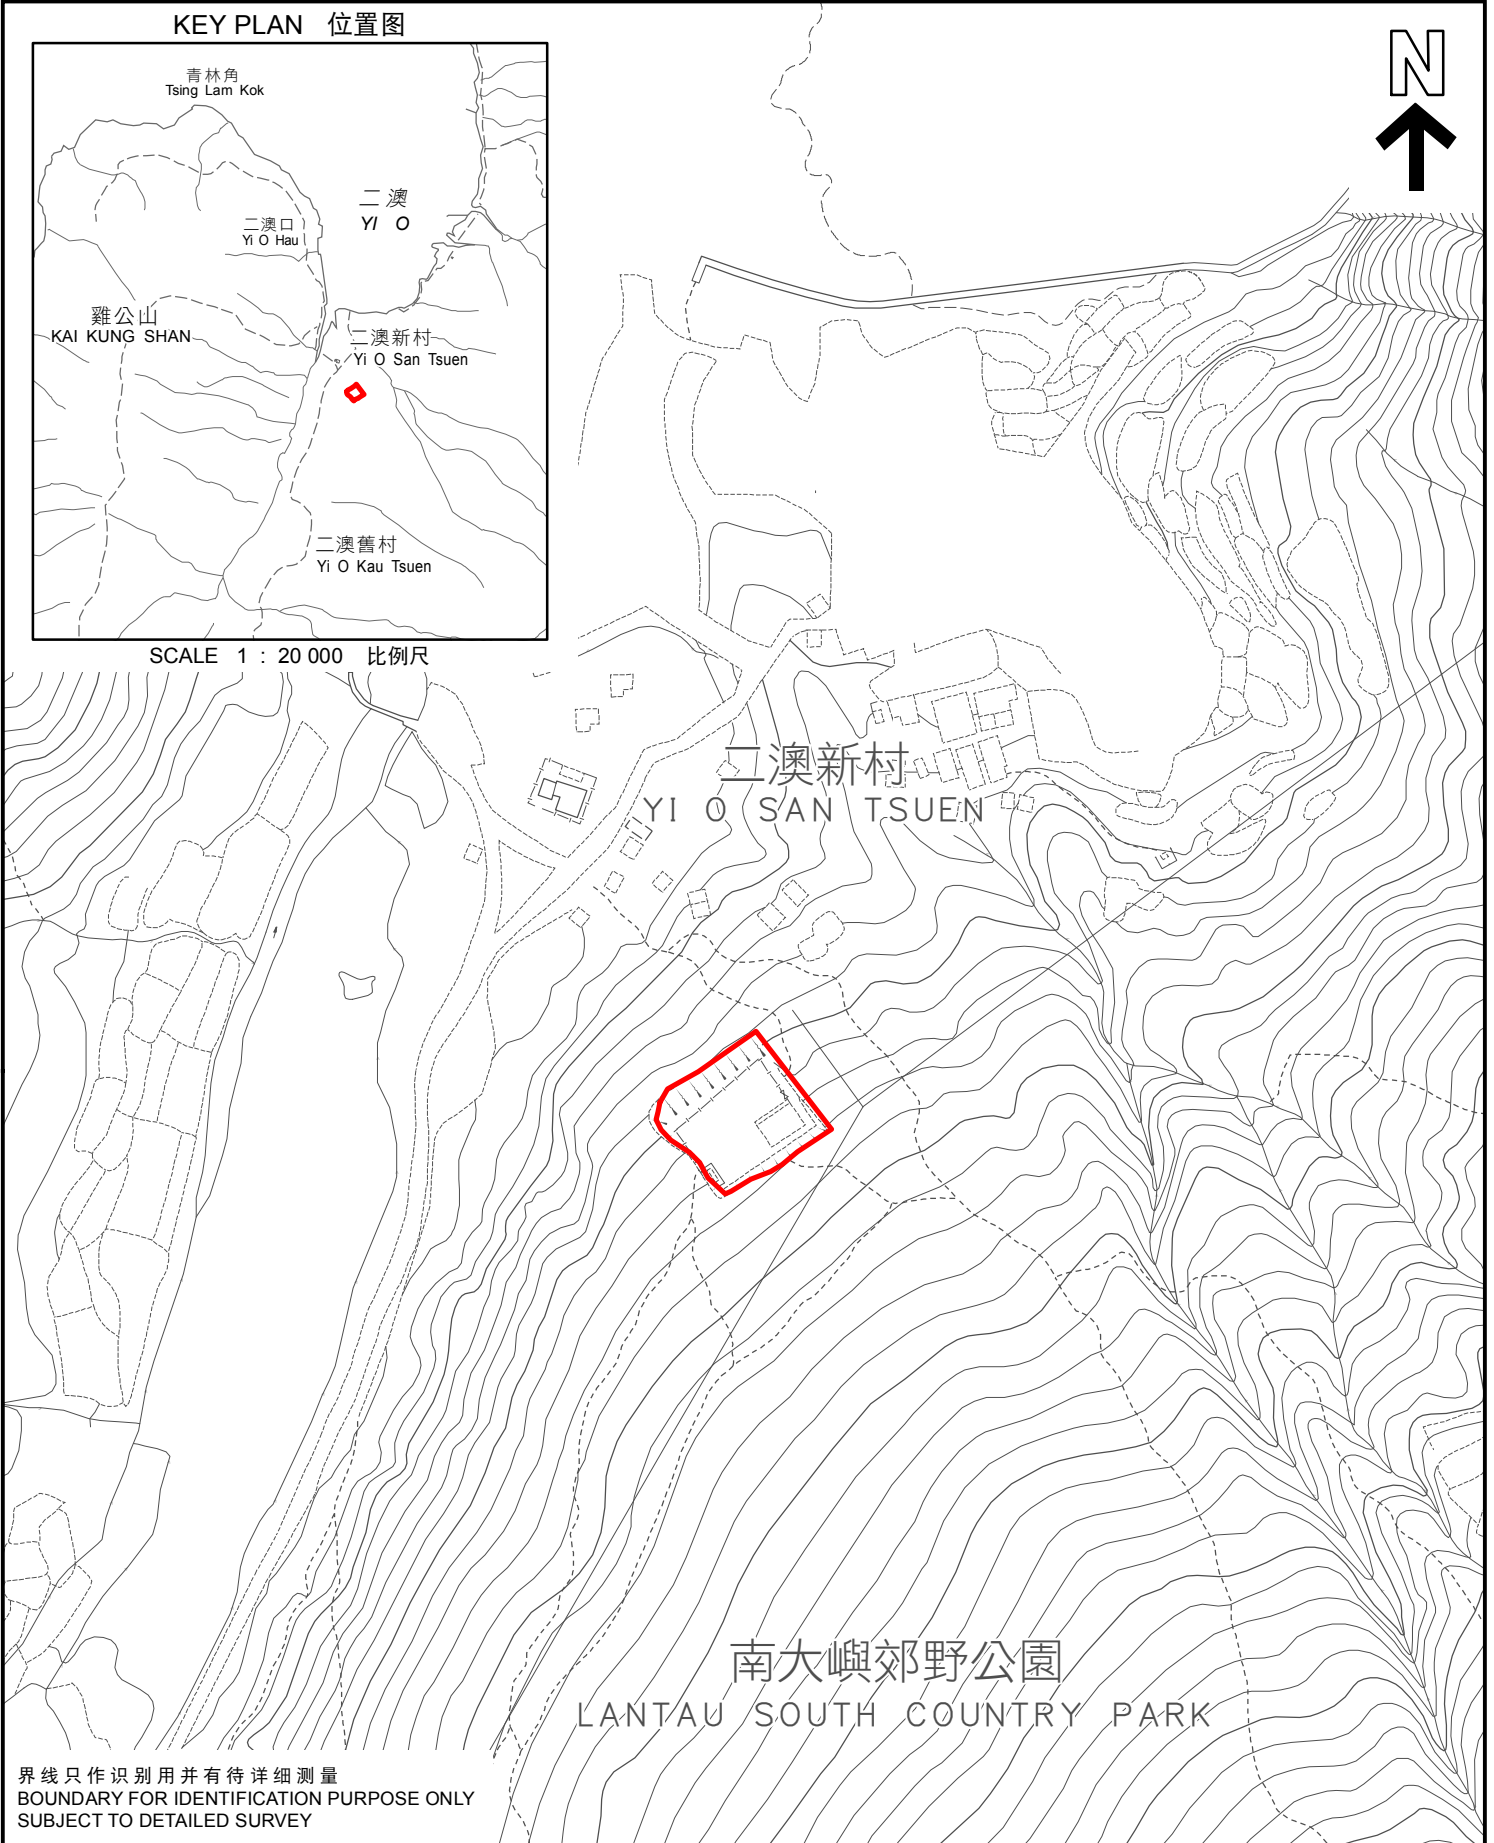 KEY PLAN 位置图
N
青林角
Tsing Lam Kok
二澳
YI O
二澳口
Yi O Hau
雞公山
KAI KUNG SHAN
二澳新村
Yi O San Tsuen
二澳舊村
Yi O Kau Tsuen
SCALE 1 : 20 000 比例尺
二澳新村
YI O SAN TSUEN
南大嶼郊野公園
LANTAU SOUTH COUNTRY PARK
界线只作识别用并有待详细测量
BOUNDARY FOR IDENTIFICATION PURPOSE ONLY
SUBJECT TO DETAILED SURVEY